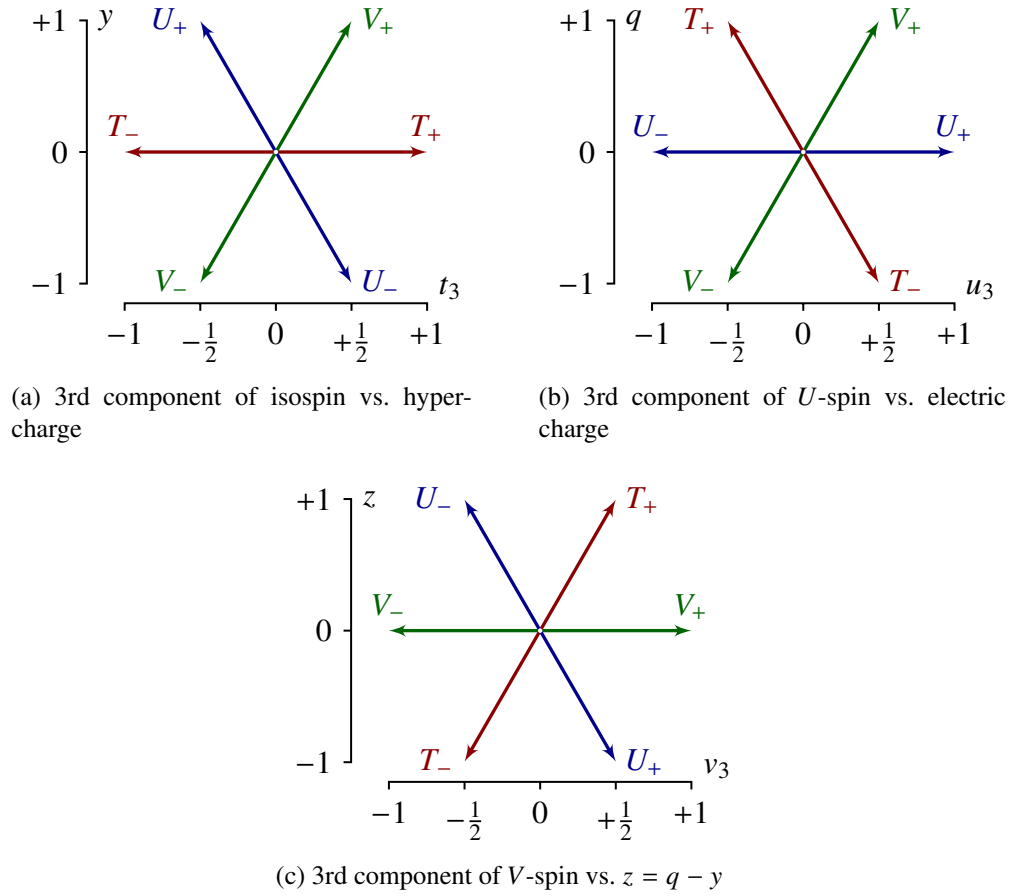 +1 y U₊ V₊
T₋ T₊
0
V₋ U₋
−1 t₃
−1 −½ 0 +½ +1
(a) 3rd component of isospin vs. hyper-
charge
+1 q T₊ V₊
U₋ U₊
0
V₋ T₋
−1 u₃
−1 −½ 0 +½ +1
(b) 3rd component of U-spin vs. electric
charge
+1 z U₋ T₊
V₋ V₊
0
T₋ U₊
−1 v₃
−1 −½ 0 +½ +1
(c) 3rd component of V-spin vs. z = q − y